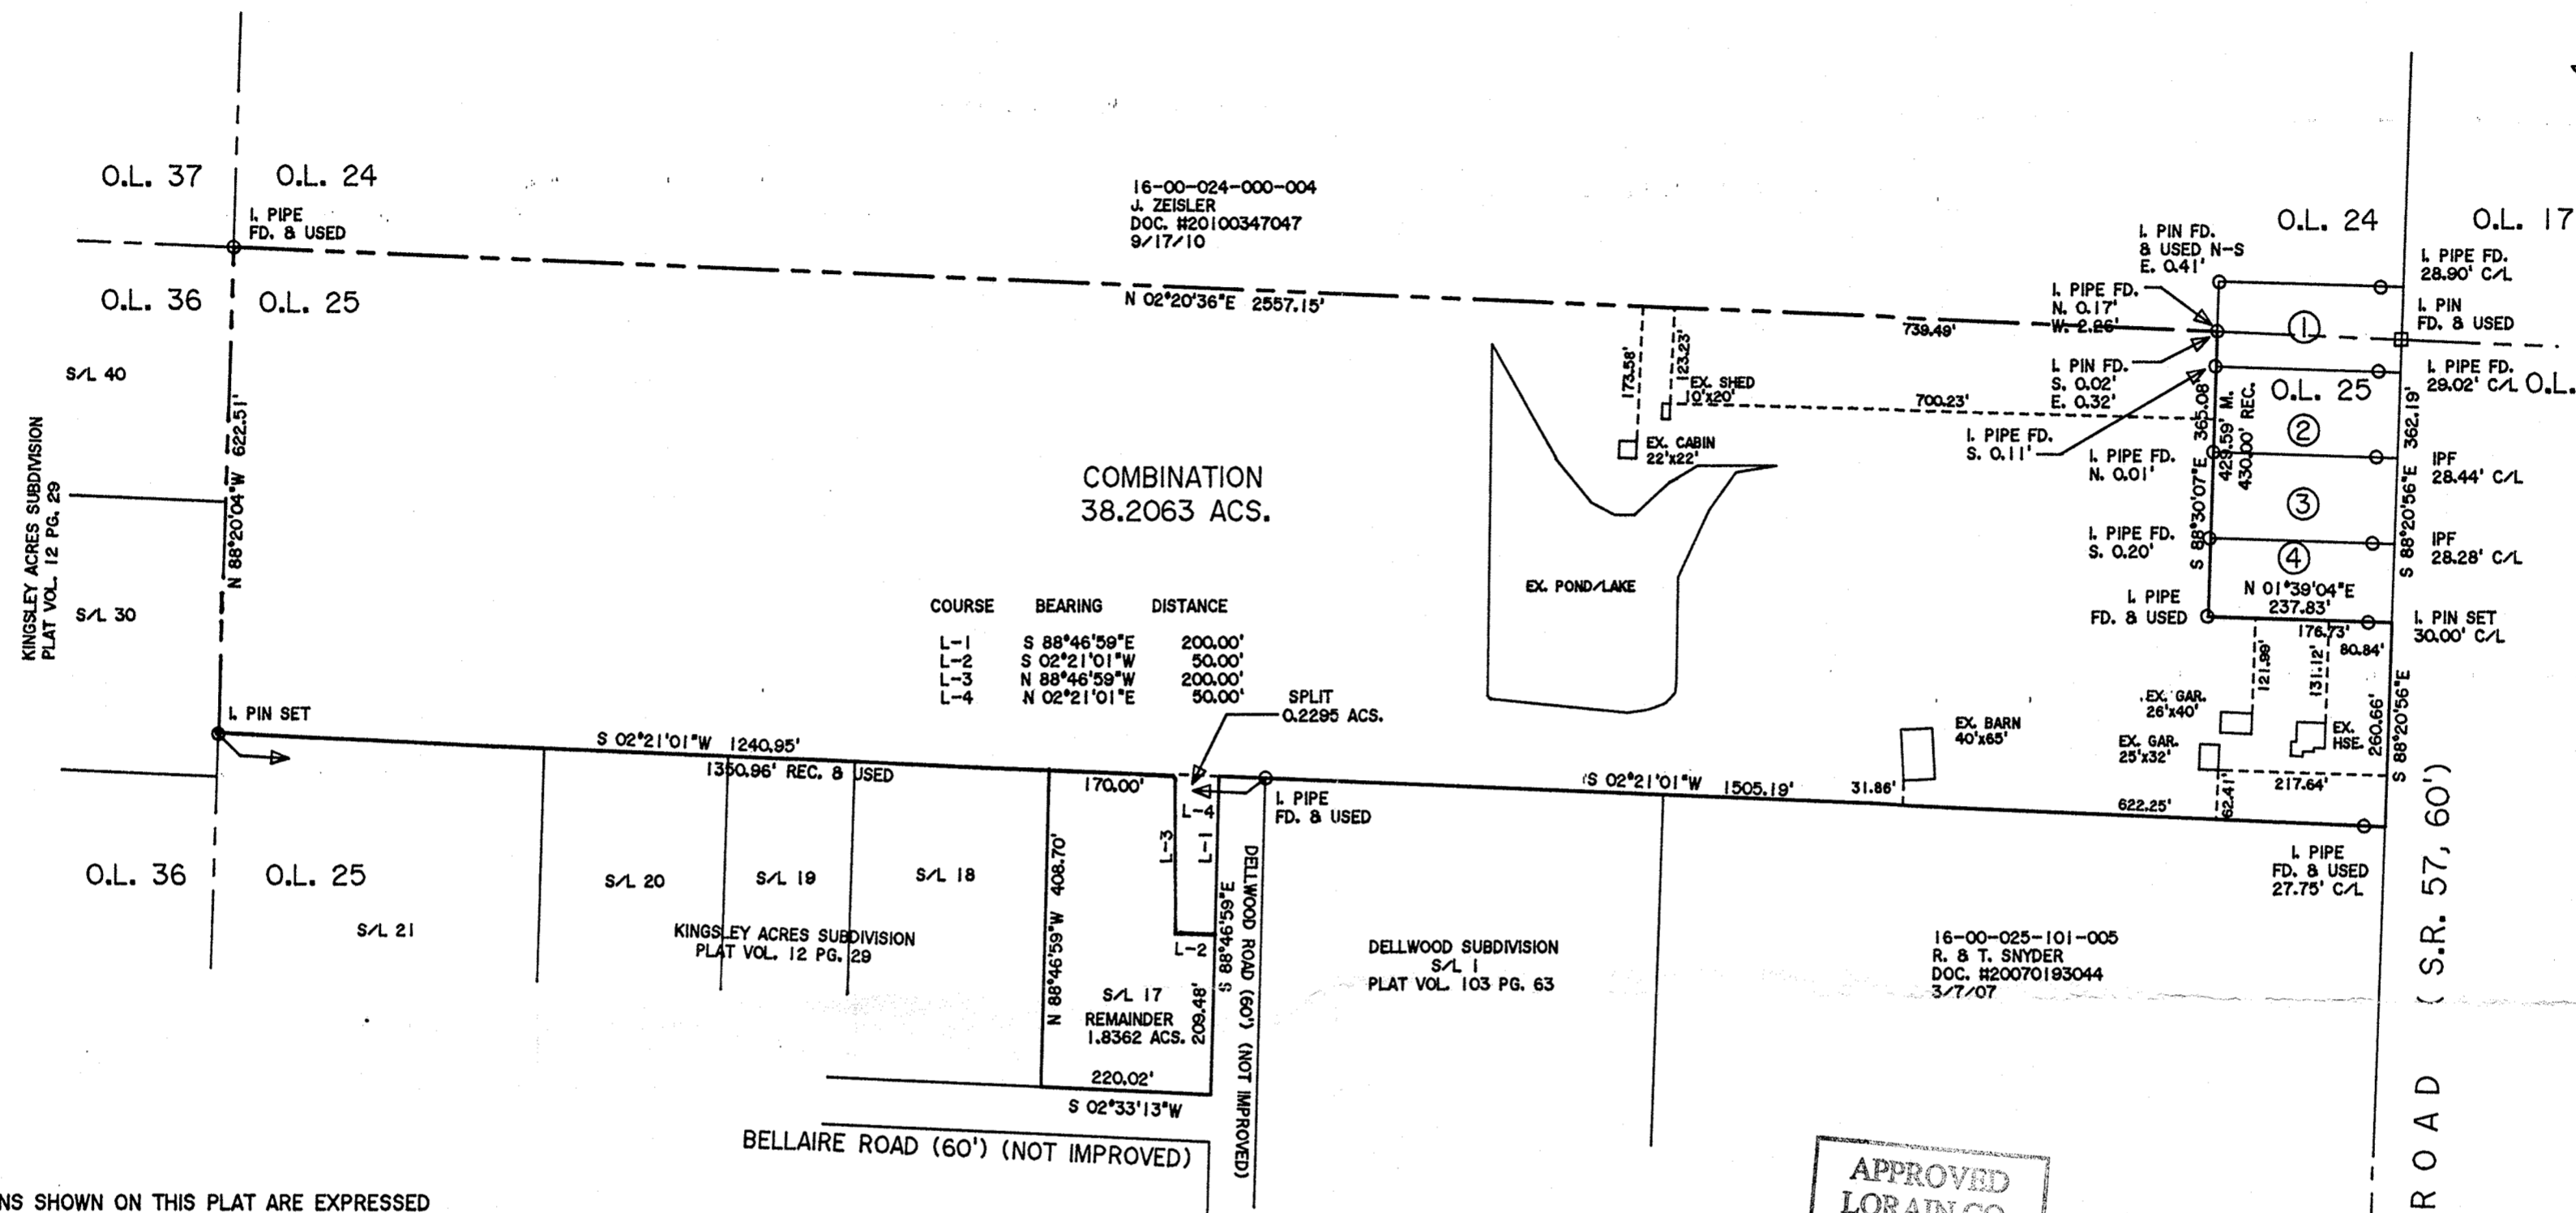 O.L. 37
O.L. 24
I. PIPE
FD. & USED
O.L. 36
O.L. 25
S/L 40
KINGSLEY ACRES SUBDIVISION
PLAT VOL. 12 PG. 29
N 88°20'04"W 622.51'
S/L 30
I. PIN SET
16-00-024-000-004
J. ZEISLER
DOC. #20100347047
9/17/10
N 02°20'36"E 2557.15'
739.49'
173.58'
123.23'
EX. SHED
10'x20'
700.23'
EX. CABIN
22'x22'
COMBINATION
38.2063 ACS.
EX. POND/LAKE
COURSE BEARING DISTANCE
L-1 S 88°46'59"E 200.00'
L-2 S 02°21'01"W 50.00'
L-3 N 88°46'59"W 200.00'
L-4 N 02°21'01"E 50.00'
SPLIT
0.2295 ACS.
I. PIN FD.
& USED N-S
E. 0.41'
O.L. 24
O.L. 17
I. PIPE FD.
28.90' C/L
I. PIPE FD.
N. 0.17'
W. 2.26'
I. PIN
FD. & USED
1
I. PIN FD.
S. 0.02'
E. 0.32'
O.L. 25
I. PIPE FD.
29.02' C/L
O.L.
I. PIPE FD.
S. 0.11'
2
I. PIPE FD.
N. 0.01'
IPF
28.44' C/L
S 88°30'07"E 365.08'
429.59' M.
430.00' REC.
S 88°20'56"E 362.19'
3
I. PIPE FD.
S. 0.20'
4
IPF
28.28' C/L
N 01°39'04"E
237.83'
I. PIPE
FD. & USED
I. PIN SET
30.00' C/L
176.73'
80.84'
121.99'
131.12'
EX. GAR.
26'x40'
EX.
HSE.
260.66'
S 88°20'56"E
EX. GAR.
25'x32'
217.64'
62.41'
EX. BARN
40'x65'
31.86'
622.25'
S 02°21'01"W 1505.19'
S 02°21'01"W 1240.95'
1350.96' REC. & USED
170.00'
L-4
L-3
L-1
L-2
I. PIPE
FD. & USED
I. PIPE
FD. & USED
27.75' C/L
O.L. 36
O.L. 25
S/L 21
S/L 20
S/L 19
S/L 18
KINGSLEY ACRES SUBDIVISION
PLAT VOL. 12 PG. 29
N 88°46'59"W 408.70'
S/L 17
REMAINDER
1.8362 ACS.
209.48'
S 88°46'59"E
DELLWOOD ROAD (60') (NOT IMPROVED)
220.02'
S 02°33'13"W
BELLAIRE ROAD (60') (NOT IMPROVED)
DELLWOOD SUBDIVISION
S/L 1
PLAT VOL. 103 PG. 63
16-00-025-101-005
R. & T. SNYDER
DOC. #20070193044
3/7/07
ROAD (S.R. 57, 60')
APPROVED
LORAIN CO
NS SHOWN ON THIS PLAT ARE EXPRESSED